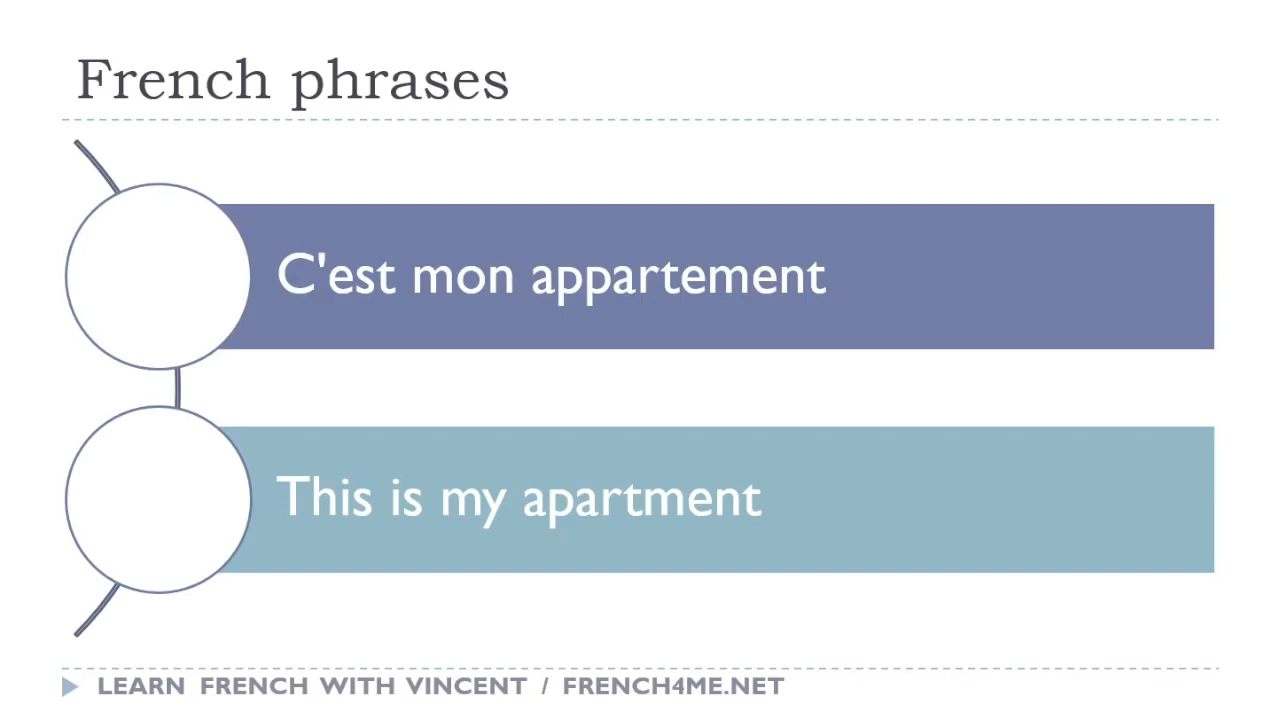 French phrases
C'est mon appartement
This is my apartment
LEARN FRENCH WITH VINCENT / FRENCH4ME.NET